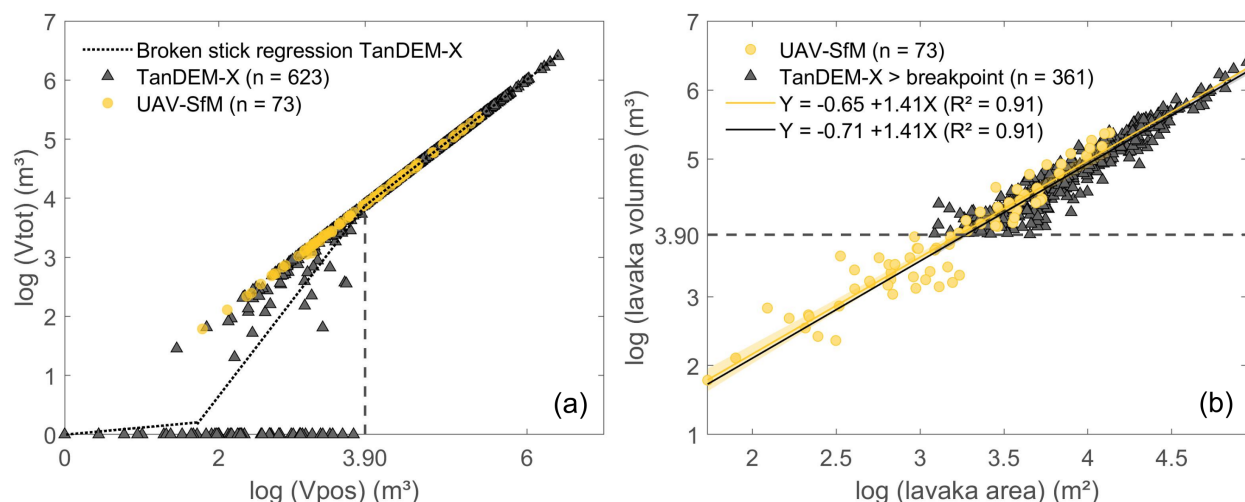 7
6
5
4
3
2
1
0
log (Vtot) (m³)
Broken stick regression TanDEM-X
TanDEM-X (n = 623)
UAV-SfM (n = 73)
(a)
0 2 3.90 6
log (Vpos) (m³)
7
6
5
3.90
3
2
1
log (lavaka volume) (m³)
UAV-SfM (n = 73)
TanDEM-X > breakpoint (n = 361)
Y = -0.65 +1.41X (R² = 0.91)
Y = -0.71 +1.41X (R² = 0.91)
(b)
2 2.5 3 3.5 4 4.5
log (lavaka area) (m²)